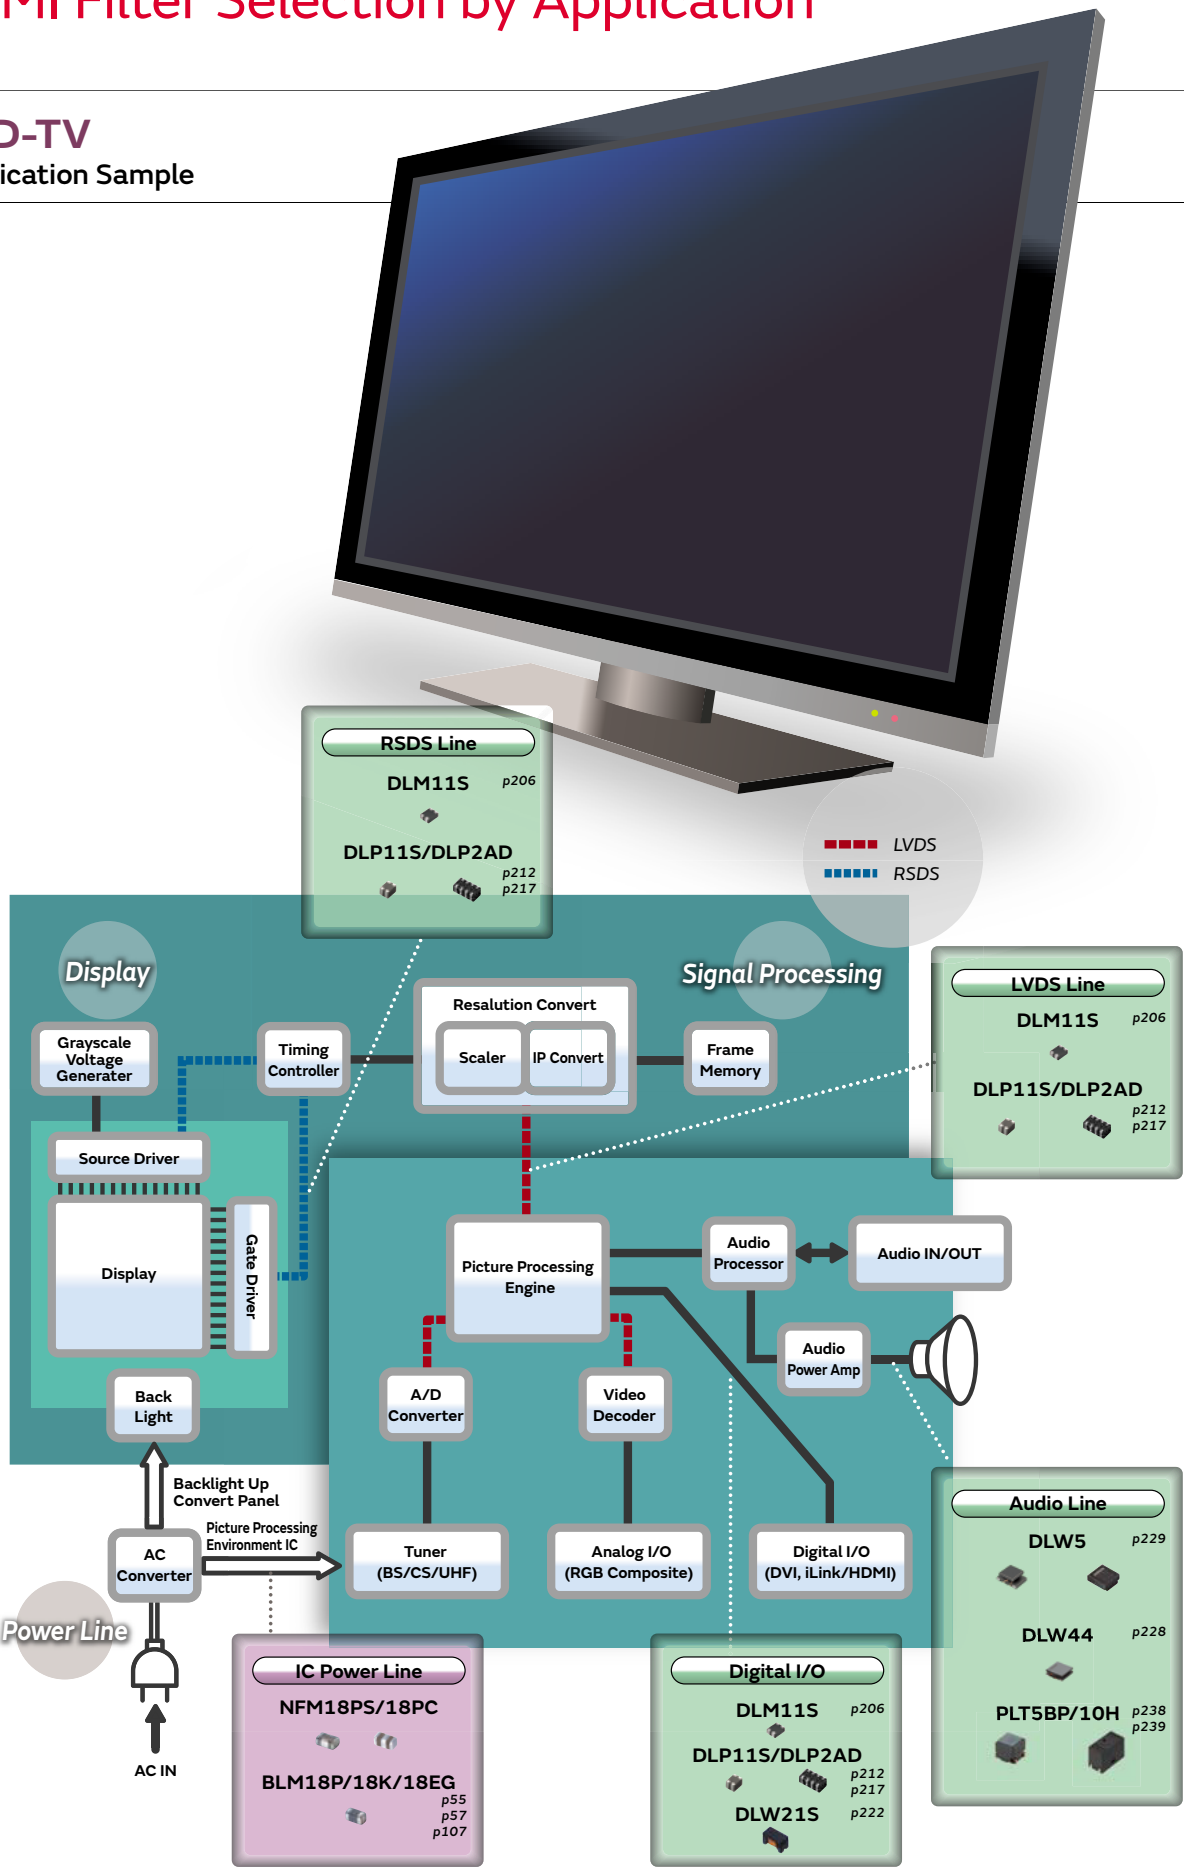 MI Filter Selection by Application
D-TV
ication Sample
RSDS Line
DLM11S p206
DLP11S/DLP2AD
p212
p217
LVDS
RSDS
Display
Signal Processing
LVDS Line
DLM11S p206
DLP11S/DLP2AD
p212
p217
Resalution Convert
Scaler
IP Convert
Grayscale
Voltage
Generater
Timing
Controller
Frame
Memory
Source Driver
Display
Gate Driver
Back
Light
Picture Processing
Engine
Audio
Processor
Audio IN/OUT
Audio
Power Amp
A/D
Converter
Video
Decoder
Backlight Up
Convert Panel
Picture Processing
Environment IC
AC
Converter
Tuner
(BS/CS/UHF)
Analog I/O
(RGB Composite)
Digital I/O
(DVI, iLink/HDMI)
Power Line
AC IN
Audio Line
DLW5 p229
DLW44 p228
PLT5BP/10H p238
p239
IC Power Line
NFM18PS/18PC
BLM18P/18K/18EG
p55
p57
p107
Digital I/O
DLM11S p206
DLP11S/DLP2AD
p212
p217
DLW21S p222